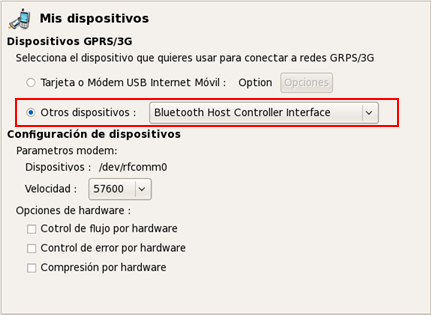 Mis dispositivos
Dispositivos GPRS/3G
Selecciona el dispositivo que quieres usar para conectar a redes GRPS/3G
Tarjeta o Módem USB Internet Móvil : Option Opciones
Otros dispositivos : Bluetooth Host Controller Interface
Configuración de dispositivos
Parametros modem:
Dispositivos : /dev/rfcomm0
Velocidad : 57600
Opciones de hardware :
Cotrol de flujo por hardware
Control de error por hardware
Compresión por hardware